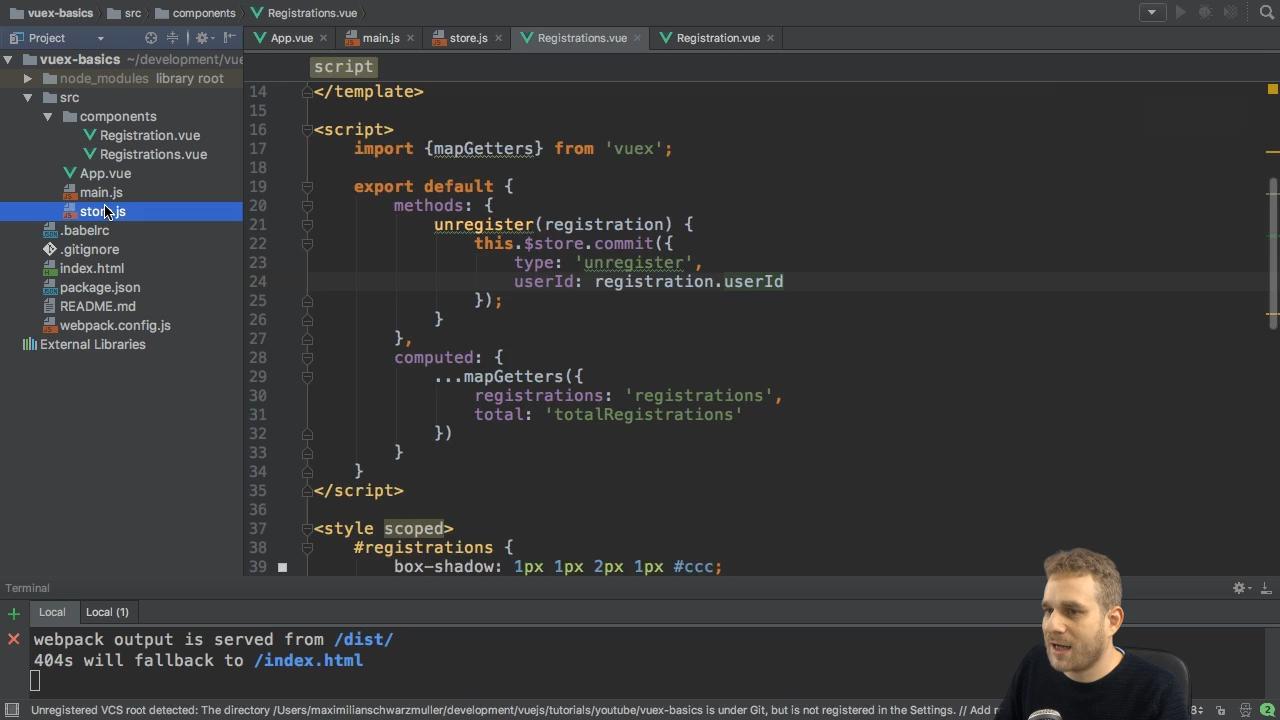 vuex-basics src components Registrations.vue
Project
App.vue main.js store.js Registrations.vue Registration.vue
vuex-basics ~/development/vue
node_modules library root
src
components
Registration.vue
Registrations.vue
App.vue
main.js
store.js
.babelrc
.gitignore
index.html
package.json
README.md
webpack.config.js
External Libraries
script
14 </template>
15
16 <script>
17 import {mapGetters} from 'vuex';
18
19 export default {
20 methods: {
21 unregister(registration) {
22 this.$store.commit({
23 type: 'unregister',
24 userId: registration.userId
25 });
26 }
27 },
28 computed: {
29 ...mapGetters({
30 registrations: 'registrations',
31 total: 'totalRegistrations'
32 })
33 }
34 }
35 </script>
36
37 <style scoped>
38 #registrations {
39 box-shadow: 1px 1px 2px 1px #ccc;
Terminal
Local Local (1)
webpack output is served from /dist/
404s will fallback to /index.html
Unregistered VCS root detected: The directory /Users/maximilianschwarzmuller/development/vuejs/tutorials/youtube/vuex-basics is under Git, but is not registered in the Settings. // Add 2